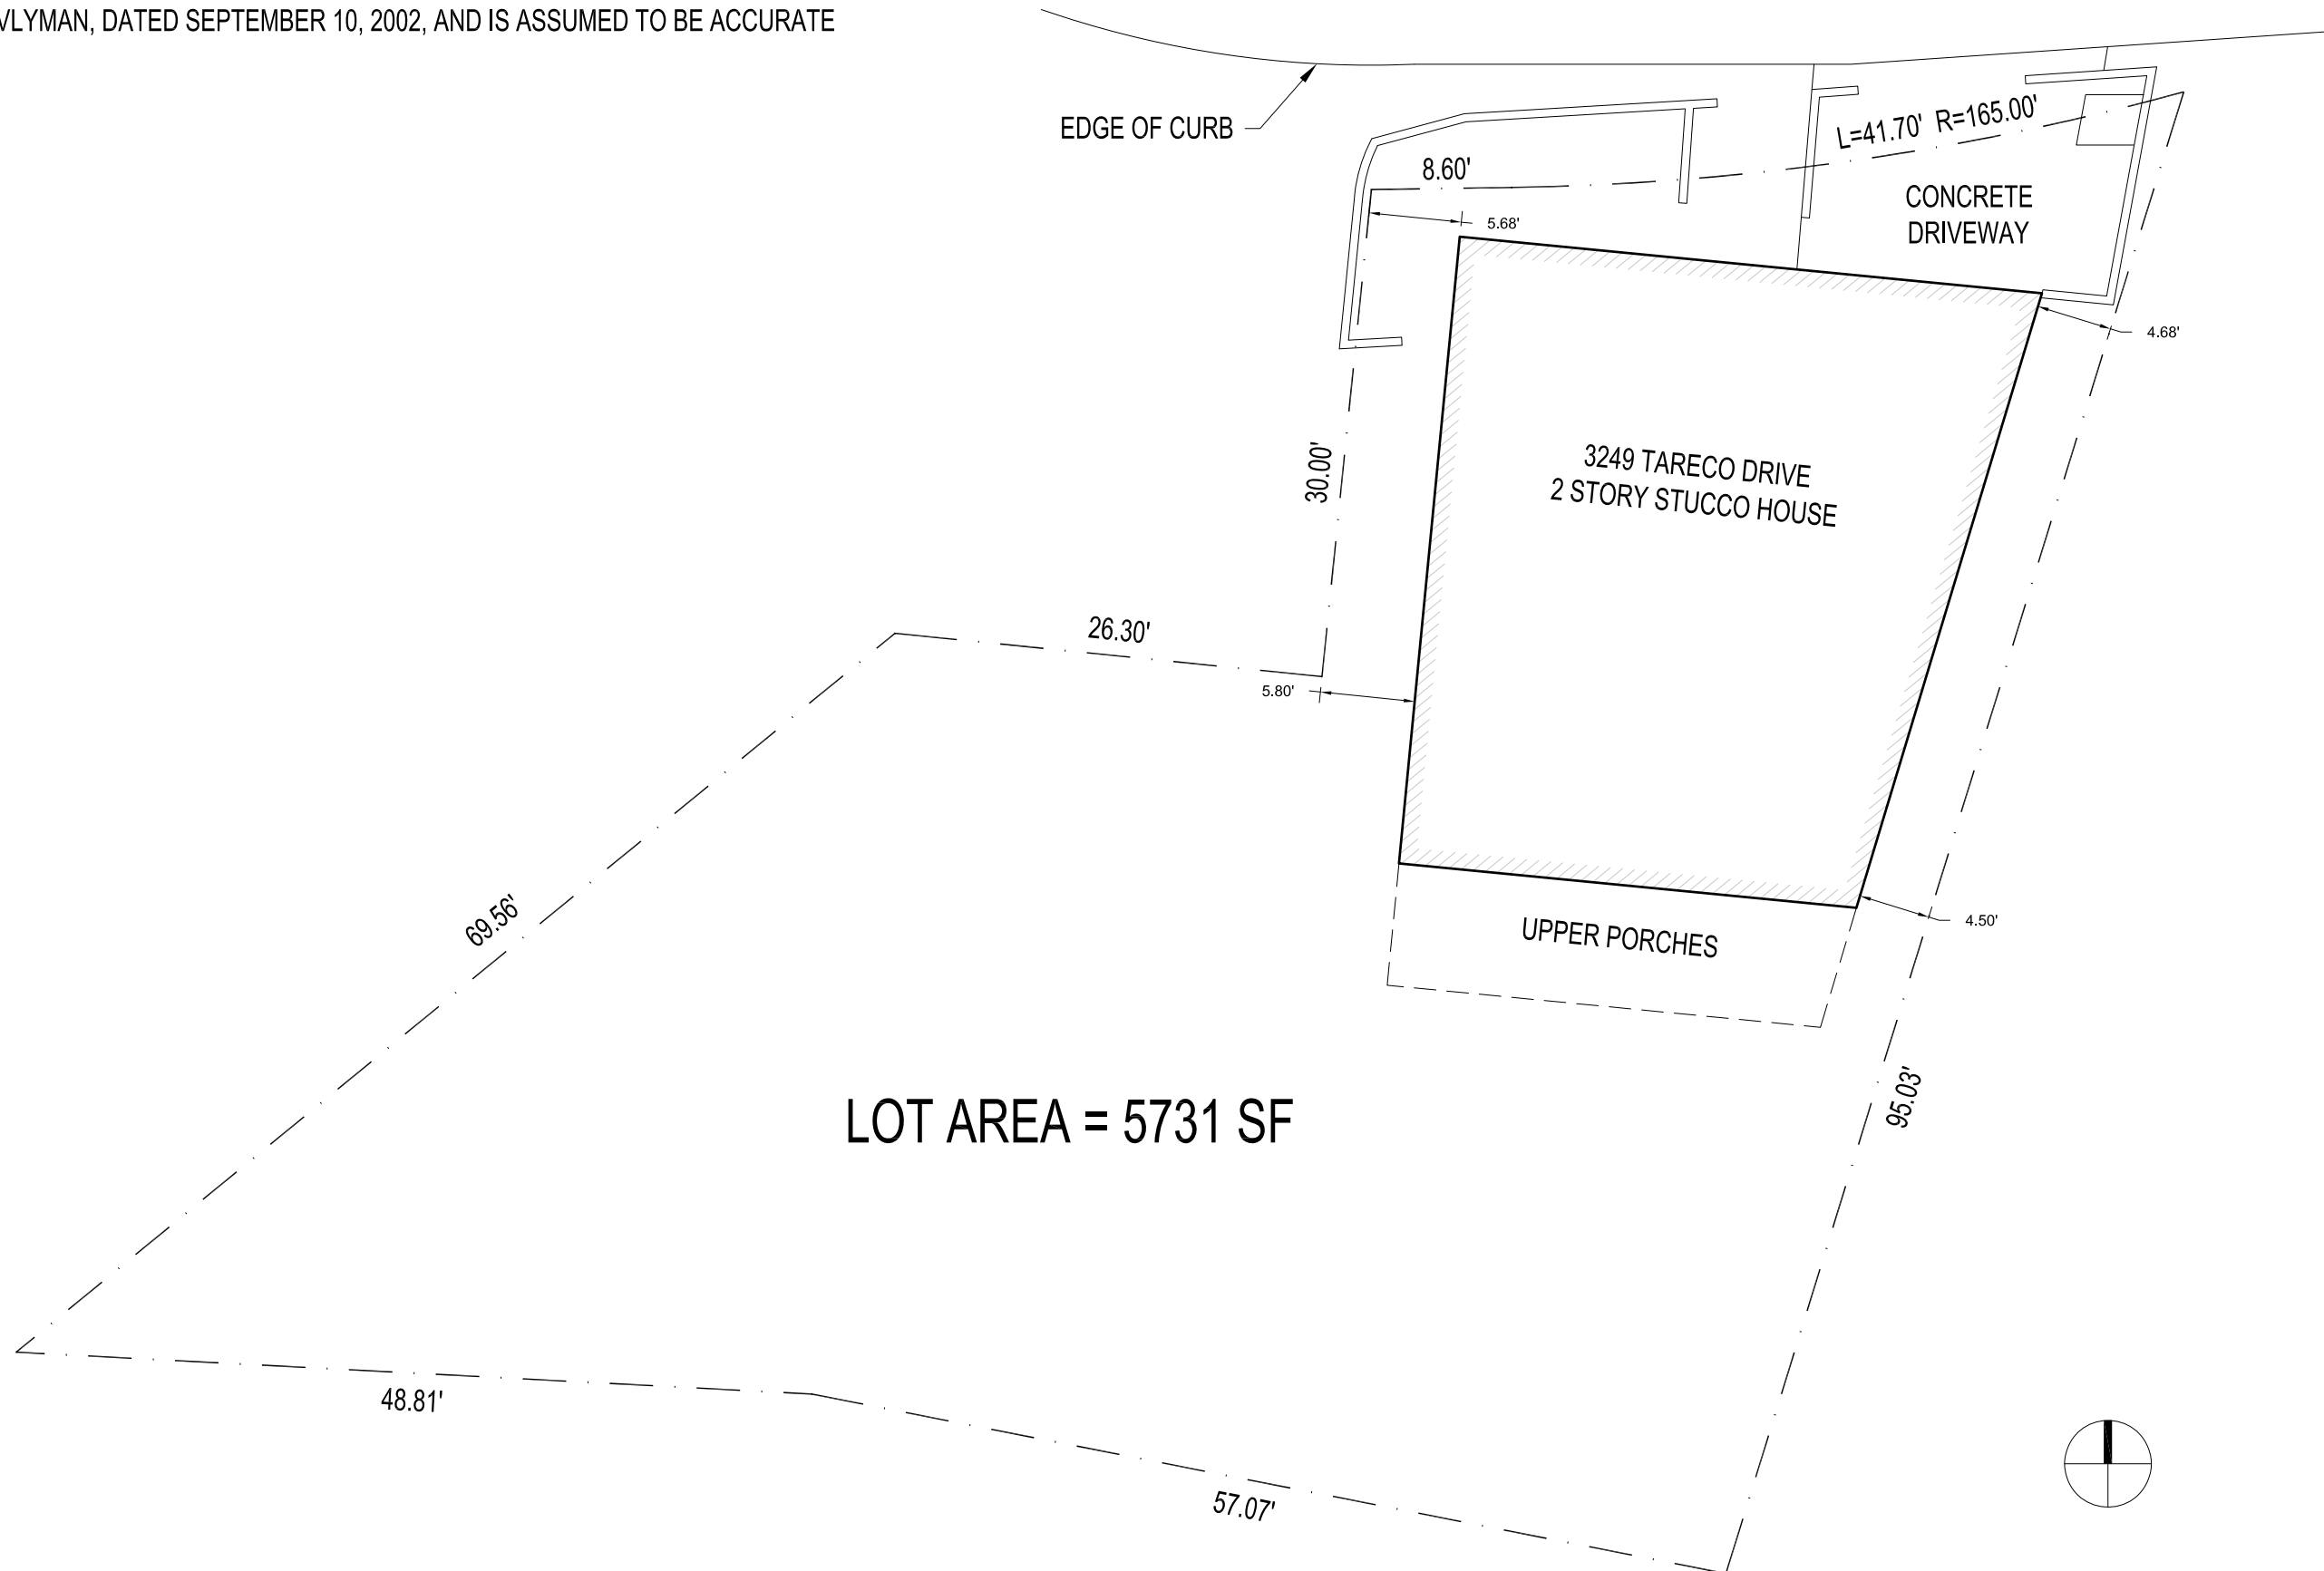 DATED SEPTEMBER 10, 2002, AND IS ASSUMED TO BE ACCURATE
EDGE OF CURB
L=41.70' R=165.00'
8.60'
CONCRETE
DRIVEWAY
5.68'
4.68'
30.00'
3249 TARECO DRIVE
2 STORY STUCCO HOUSE
26.30'
5.80'
69.56'
UPPER PORCHES
4.50'
95.03'
LOT AREA = 5731 SF
48.81'
57.07'